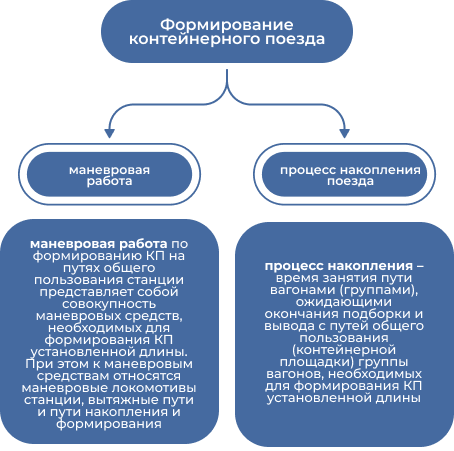 Формирование
контейнерного поезда
маневровая
работа
процесс накопления
поезда
маневровая работа по
формированию КП на
путях общего
пользования станции
представляет собой
совокупность
маневровых средств,
необходимых для
формирования КП
установленной длины.
При этом к маневровым
средствам относятся
маневровые локомотивы
станции, вытяжные пути
и пути накопления и
формирования
процесс накопления –
время занятия пути
вагонами (группами),
ожидающими
окончания подборки и
вывода с путей общего
пользования
(контейнерной
площадки) группы
вагонов, необходимых
для формирования КП
установленной длины